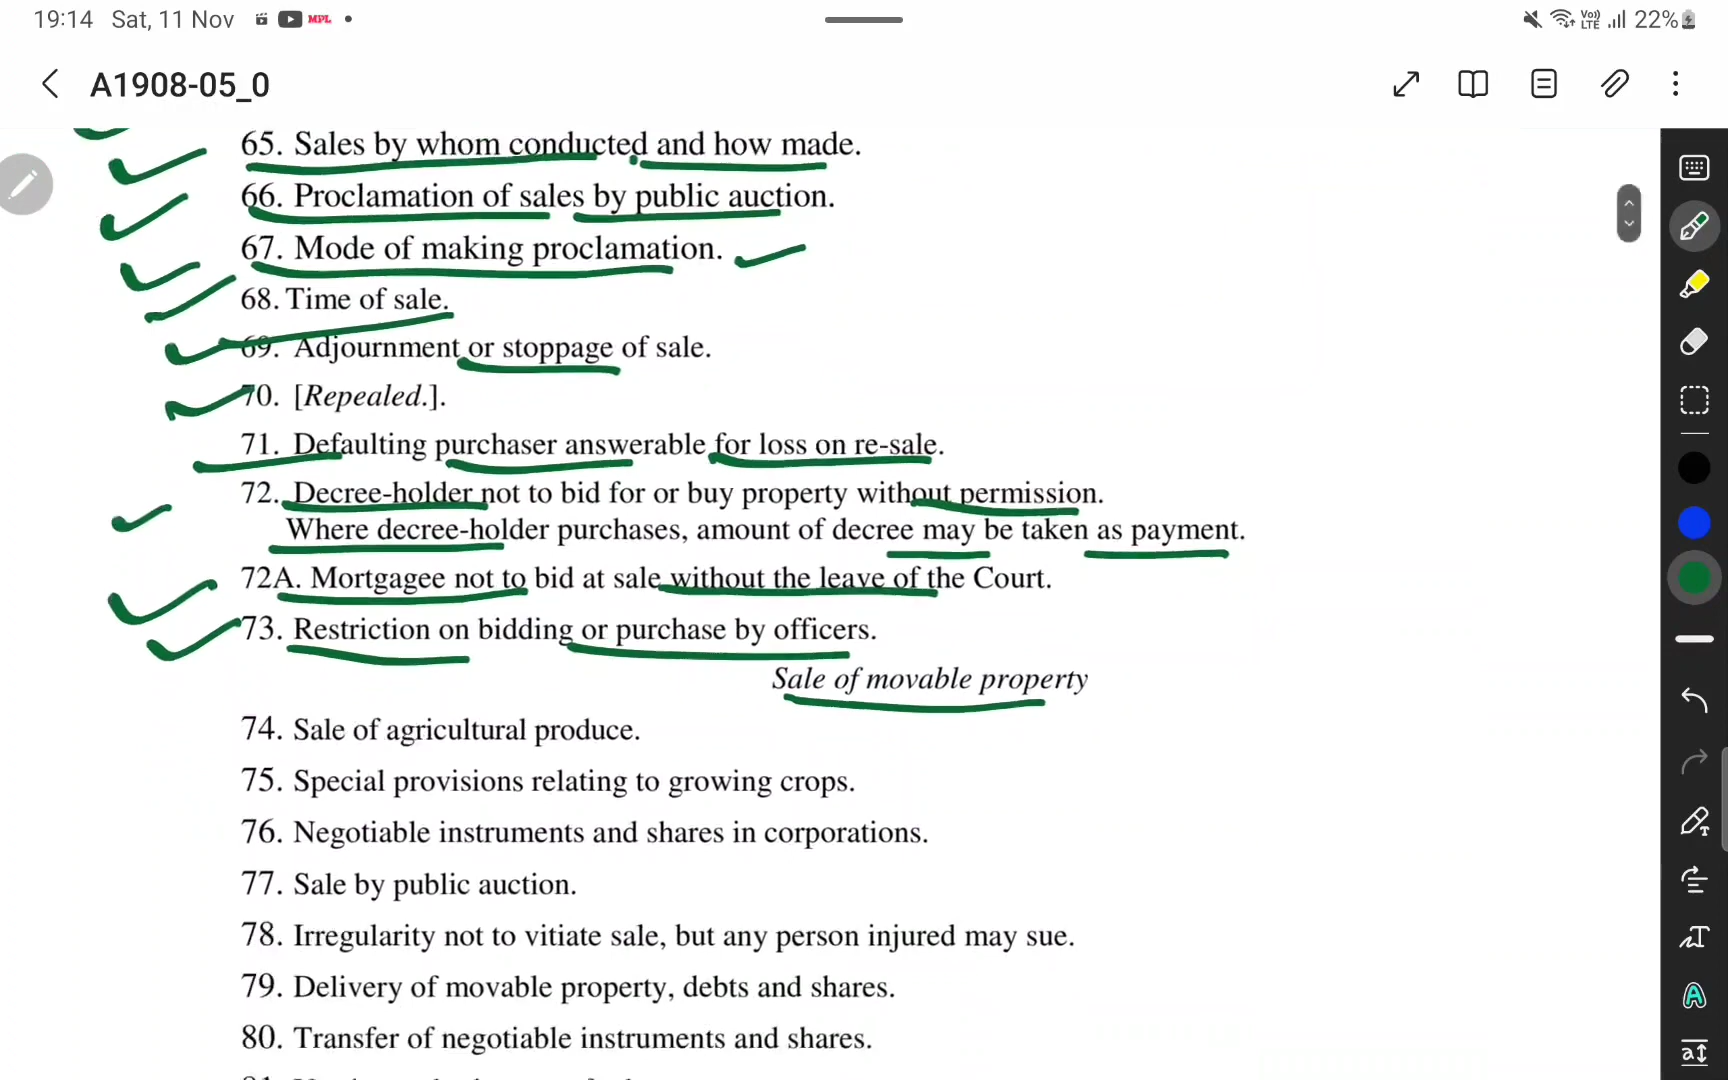 19:14 Sat, 11 Nov MPL VoLTE 22%
A1908-05_0
65. Sales by whom conducted and how made.
66. Proclamation of sales by public auction.
67. Mode of making proclamation.
68. Time of sale.
69. Adjournment or stoppage of sale.
70. [Repealed.].
71. Defaulting purchaser answerable for loss on re-sale.
72. Decree-holder not to bid for or buy property without permission.
Where decree-holder purchases, amount of decree may be taken as payment.
72A. Mortgagee not to bid at sale without the leave of the Court.
73. Restriction on bidding or purchase by officers.
Sale of movable property
74. Sale of agricultural produce.
75. Special provisions relating to growing crops.
76. Negotiable instruments and shares in corporations.
77. Sale by public auction.
78. Irregularity not to vitiate sale, but any person injured may sue.
79. Delivery of movable property, debts and shares.
80. Transfer of negotiable instruments and shares.